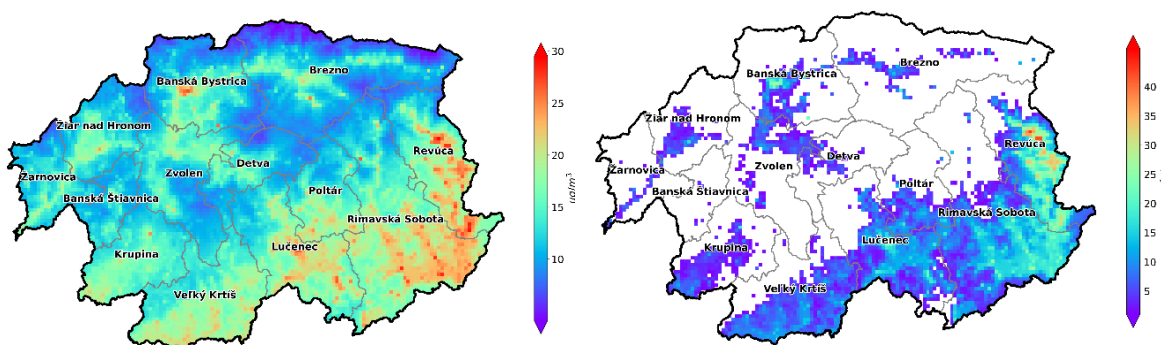 Banská Bystrica
Brezno
Žiar nad Hronom
Revúca
Detva
Zvolen
Žarnovica
Poltár
Banská Štiavnica
Rimavská Sobota
Lučenec
Krupina
Veľký Krtíš
30
25
20
15
10
Brezno
Banská Bystrica
Žiar nad Hronom
Revúca
Detva
Zvolen
Žarnovica
Poltár
Banská Štiavnica
Rimavská Sobota
Lučenec
Krupina
Veľký Krtíš
40
35
30
25
20
15
10
5